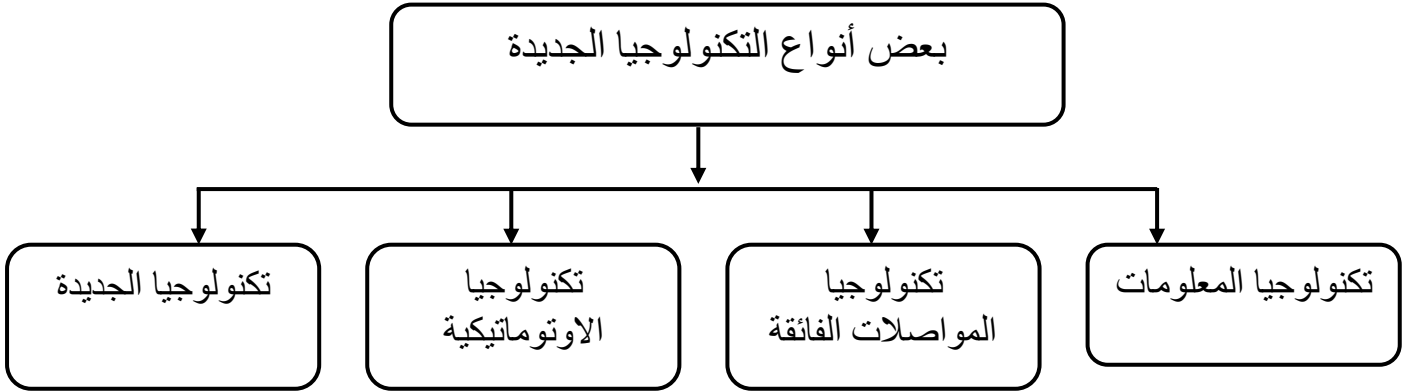 بعض أنواع التكنولوجيا الجديدة
تكنولوجيا المعلومات
تكنولوجيا
المواصلات الفائقة
تكنولوجيا
الاوتوماتيكية
تكنولوجيا الجديدة